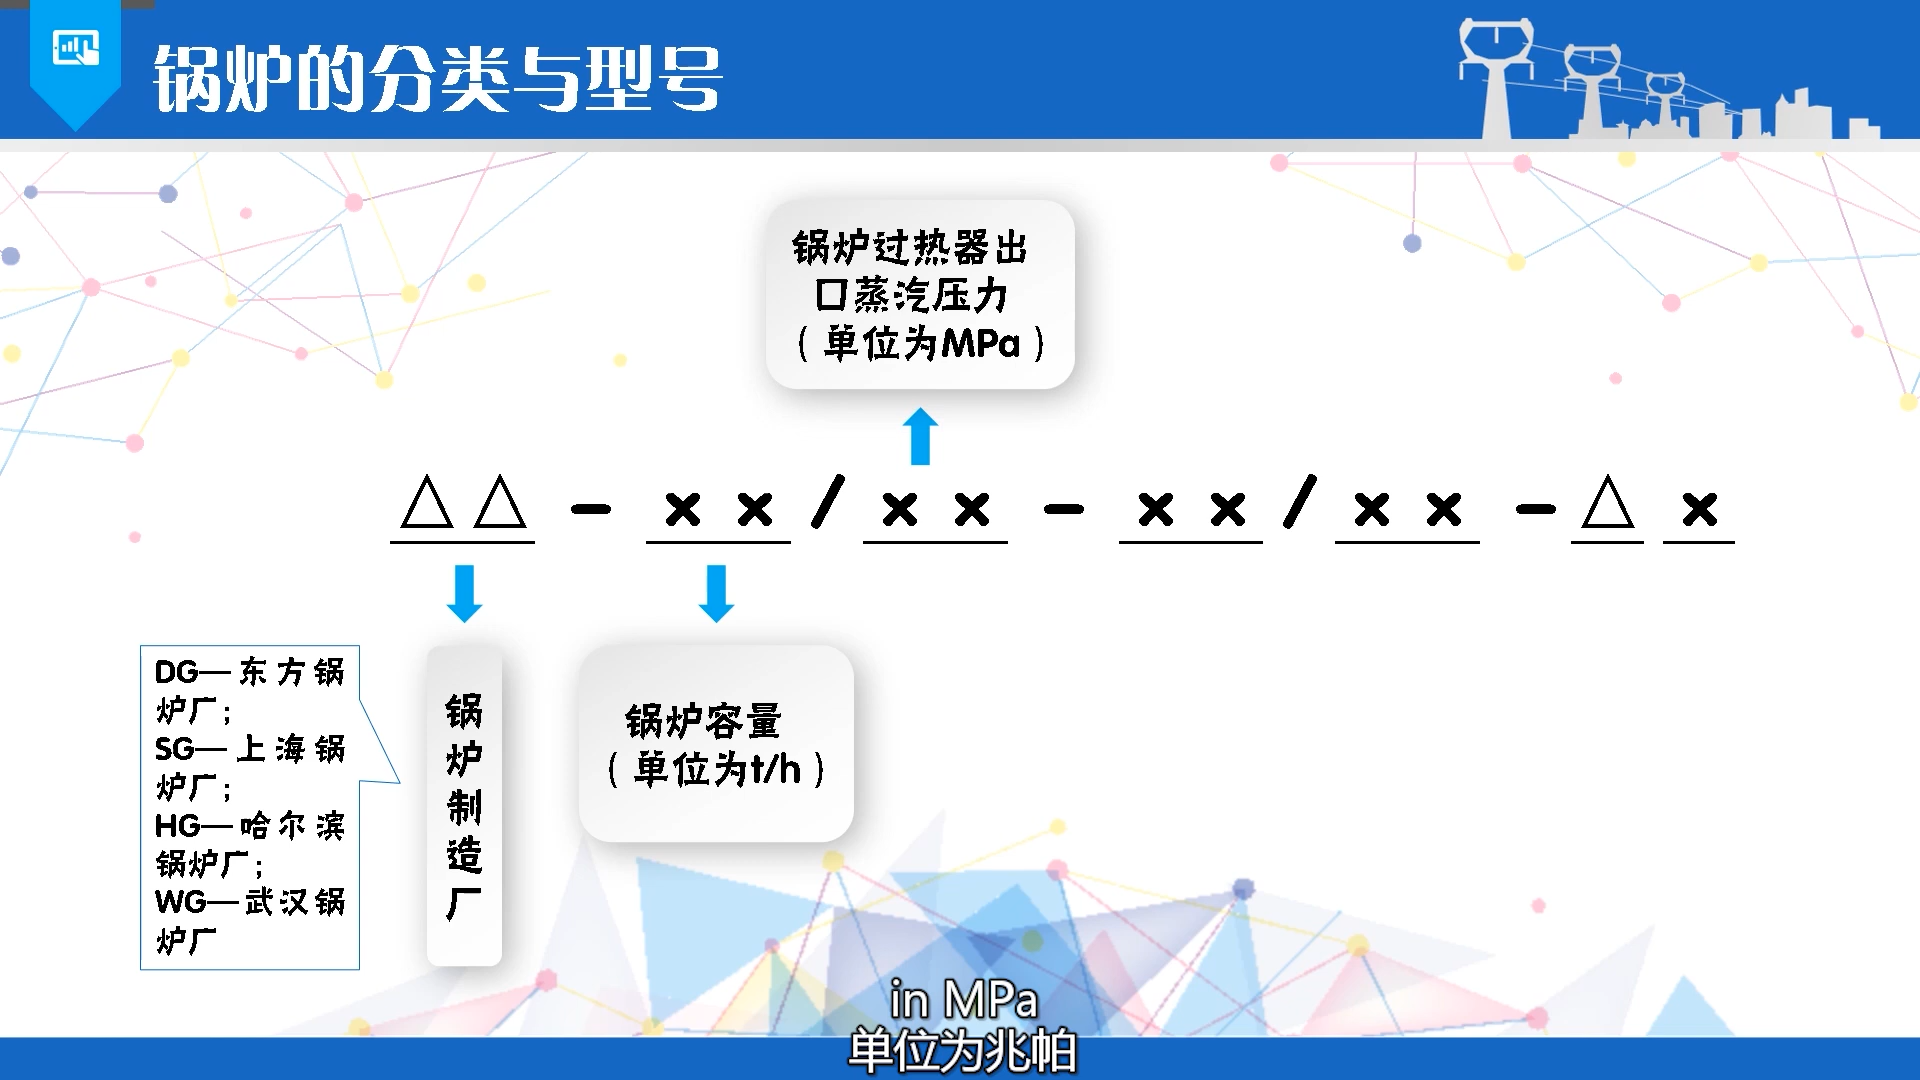 锅炉的分类与型号
锅炉过热器出
口蒸汽压力
（单位为MPa）
△△－××/××－××/××－△×
DG—东方锅
炉厂；
SG—上海锅
炉厂；
HG—哈尔滨
锅炉厂；
WG—武汉锅
炉厂
锅
炉
制
造
厂
锅炉容量
（单位为t/h）
in MPa
单位为兆帕